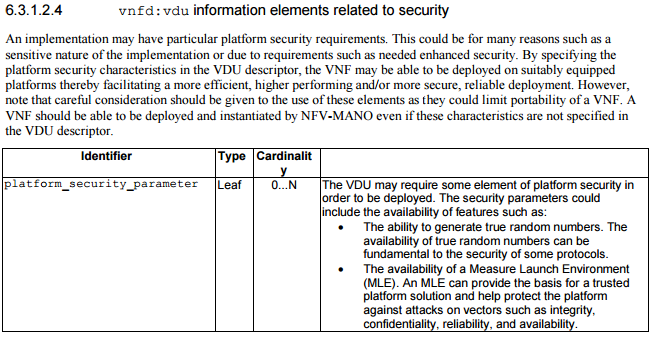 6.3.1.2.4 vnfd:vdu information elements related to security
An implementation may have particular platform security requirements. This could be for many reasons such as a
sensitive nature of the implementation or due to requirements such as needed enhanced security. By specifying the
platform security characteristics in the VDU descriptor, the VNF may be able to be deployed on suitably equipped
platforms thereby facilitating a more efficient, higher performing and/or more secure, reliable deployment. However,
note that careful consideration should be given to the use of these elements as they could limit portability of a VNF. A
VNF should be able to be deployed and instantiated by NFV-MANO even if these characteristics are not specified in
the VDU descriptor.
Identifier Type Cardinalit
y
platform_security_parameter Leaf 0...N The VDU may require some element of platform security in
order to be deployed. The security parameters could
include the availability of features such as:
• The ability to generate true random numbers. The
availability of true random numbers can be
fundamental to the security of some protocols.
• The availability of a Measure Launch Environment
(MLE). An MLE can provide the basis for a trusted
platform solution and help protect the platform
against attacks on vectors such as integrity,
confidentiality, reliability, and availability.